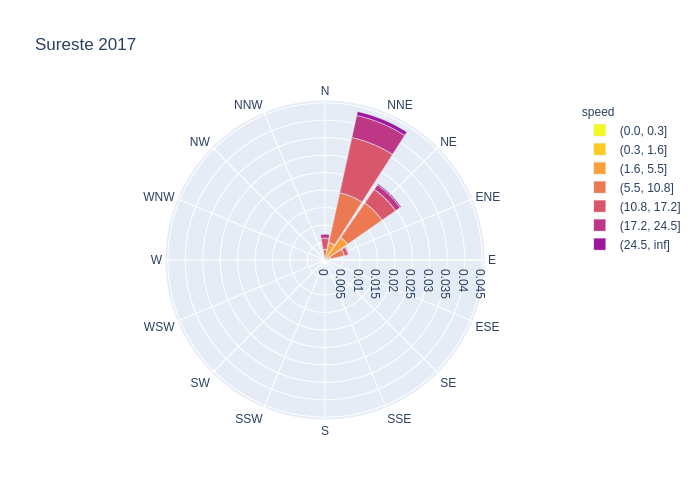 Sureste 2017
N
NNE
NE
ENE
E
ESE
SE
SSE
S
SSW
SW
WSW
W
WNW
NW
NNW
0
0.005
0.01
0.015
0.02
0.025
0.03
0.035
0.04
0.045
speed
(0.0, 0.3]
(0.3, 1.6]
(1.6, 5.5]
(5.5, 10.8]
(10.8, 17.2]
(17.2, 24.5]
(24.5, inf]